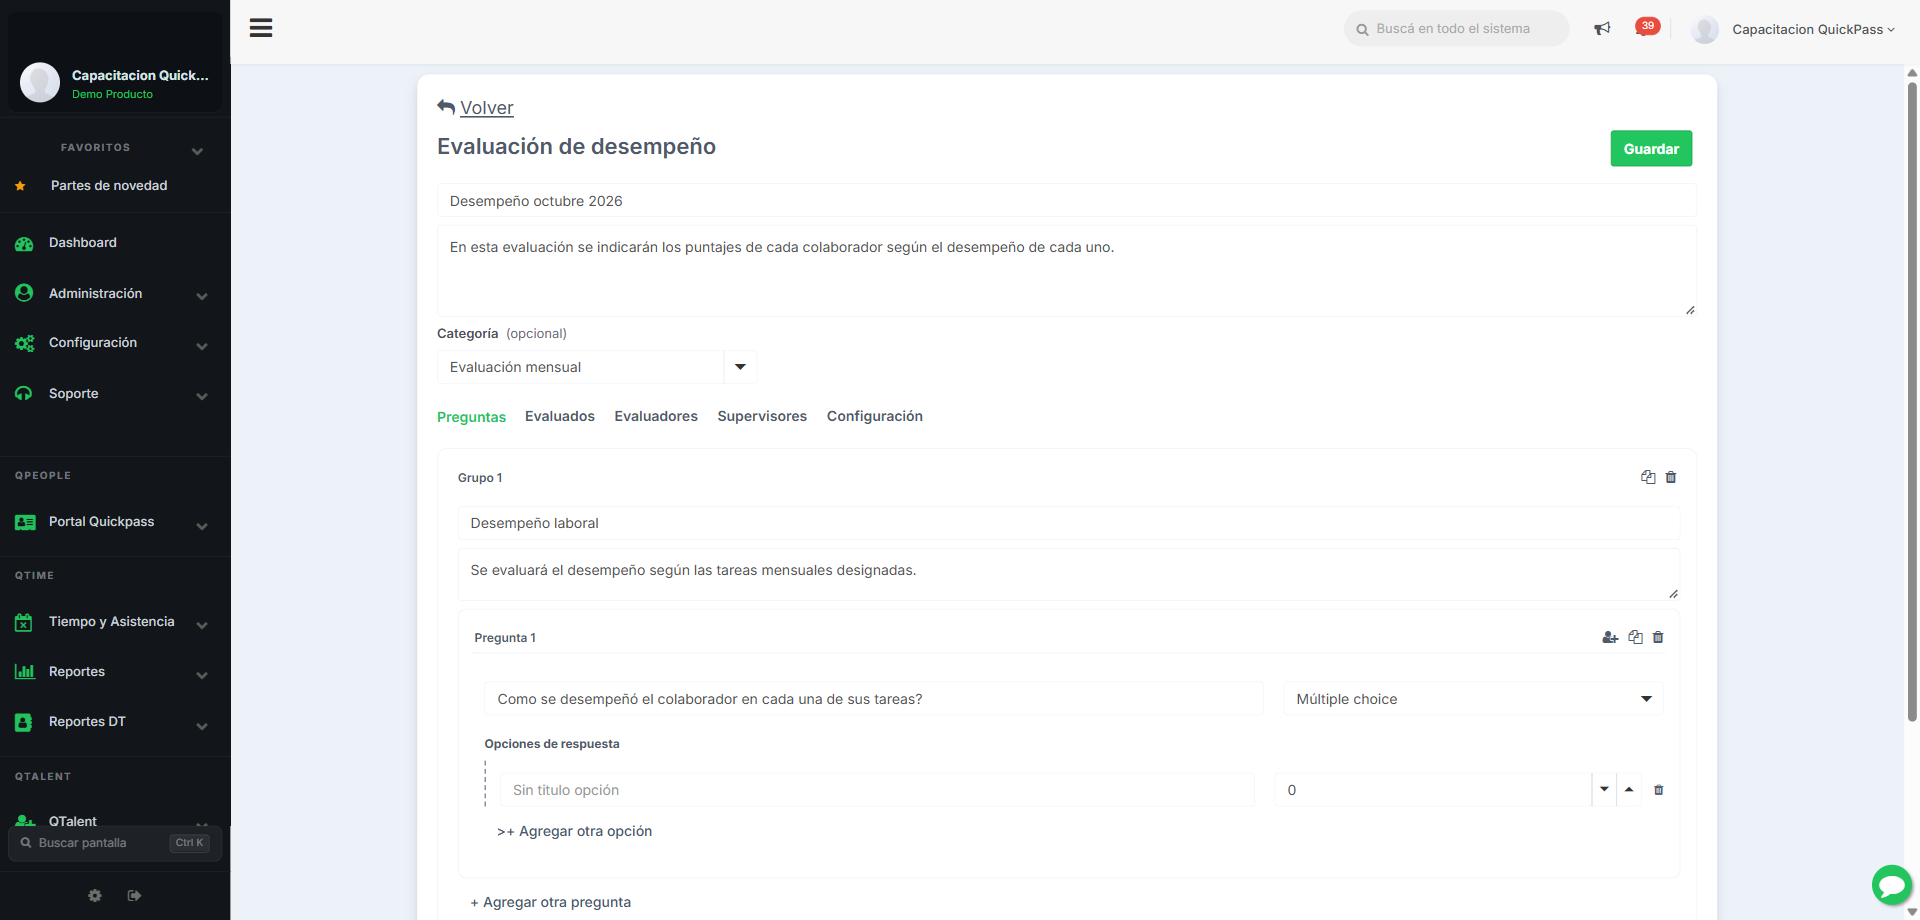 Capacitacion Quick...
Demo Producto
FAVORITOS
Partes de novedad
Dashboard
Administración
Configuración
Soporte
QPEOPLE
Portal Quickpass
QTIME
Tiempo y Asistencia
Reportes
Reportes DT
QTALENT
QTalent
Buscar pantalla
Ctrl K
Buscá en todo el sistema
39
Capacitacion QuickPass
Volver
Evaluación de desempeño
Guardar
Desempeño octubre 2026
En esta evaluación se indicarán los puntajes de cada colaborador según el desempeño de cada uno.
Categoría (opcional)
Evaluación mensual
Preguntas Evaluados Evaluadores Supervisores Configuración
Grupo 1
Desempeño laboral
Se evaluará el desempeño según las tareas mensuales designadas.
Pregunta 1
Como se desempeñó el colaborador en cada una de sus tareas?
Múltiple choice
Opciones de respuesta
Sin titulo opción
0
>+ Agregar otra opción
+ Agregar otra pregunta